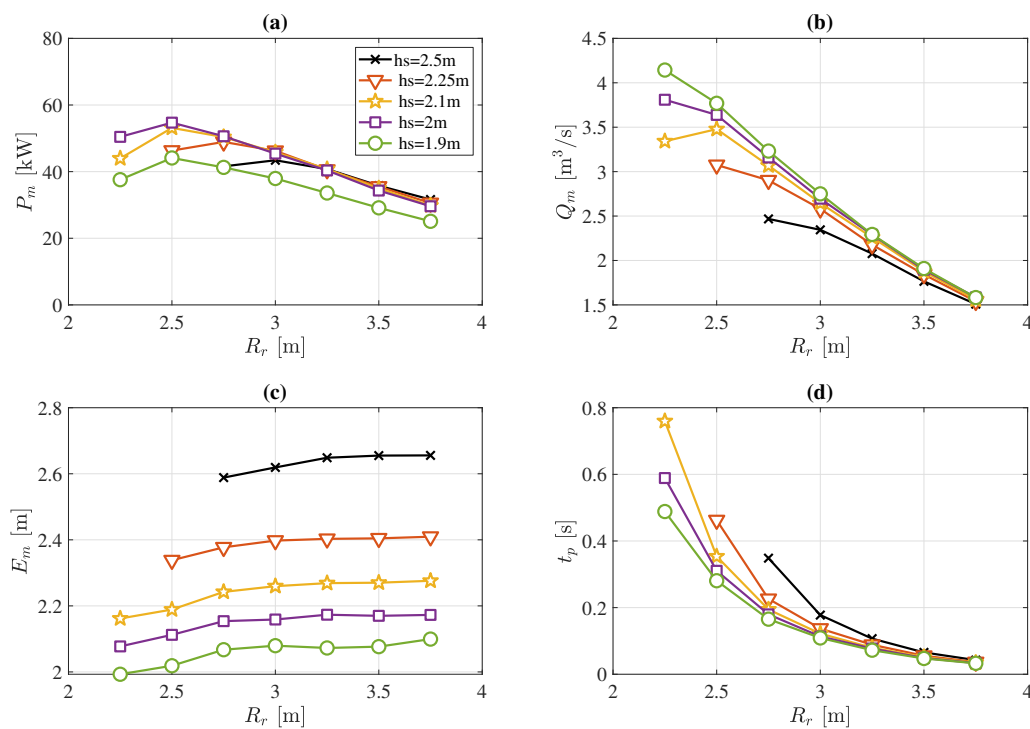 (a)
80
60
40
20
0
P_m [kW]
2 2.5 3 3.5 4
R_r [m]
hs=2.5m
hs=2.25m
hs=2.1m
hs=2m
hs=1.9m
(b)
4.5
4
3.5
3
2.5
2
1.5
Q_m [m³/s]
2 2.5 3 3.5 4
R_r [m]
(c)
2.8
2.6
2.4
2.2
2
E_m [m]
2 2.5 3 3.5 4
R_r [m]
(d)
0.8
0.6
0.4
0.2
0
t_p [s]
2 2.5 3 3.5 4
R_r [m]